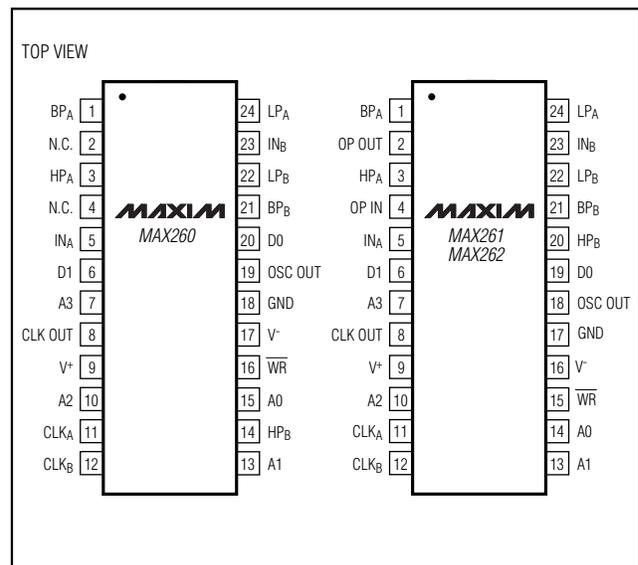 TOP VIEW
BPA 1
N.C. 2
HPA 3
N.C. 4
INA 5
D1 6
A3 7
CLK OUT 8
V+ 9
A2 10
CLKA 11
CLKB 12
MAXIM
MAX260
24 LPA
23 INB
22 LPB
21 BPB
20 D0
19 OSC OUT
18 GND
17 V-
16 WR
15 A0
14 HPB
13 A1
BPA 1
OP OUT 2
HPA 3
OP IN 4
INA 5
D1 6
A3 7
CLK OUT 8
V+ 9
A2 10
CLKA 11
CLKB 12
MAXIM
MAX261
MAX262
24 LPA
23 INB
22 LPB
21 BPB
20 HPB
19 D0
18 OSC OUT
17 GND
16 V-
15 WR
14 A0
13 A1